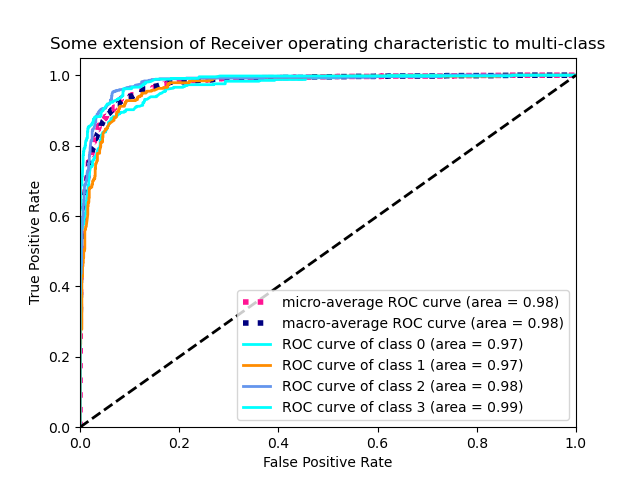 Some extension of Receiver operating characteristic to multi-class
1.0
0.8
0.6
0.4
0.2
0.0
True Positive Rate
micro-average ROC curve (area = 0.98)
macro-average ROC curve (area = 0.98)
ROC curve of class 0 (area = 0.97)
ROC curve of class 1 (area = 0.97)
ROC curve of class 2 (area = 0.98)
ROC curve of class 3 (area = 0.99)
0.0 0.2 0.4 0.6 0.8 1.0
False Positive Rate